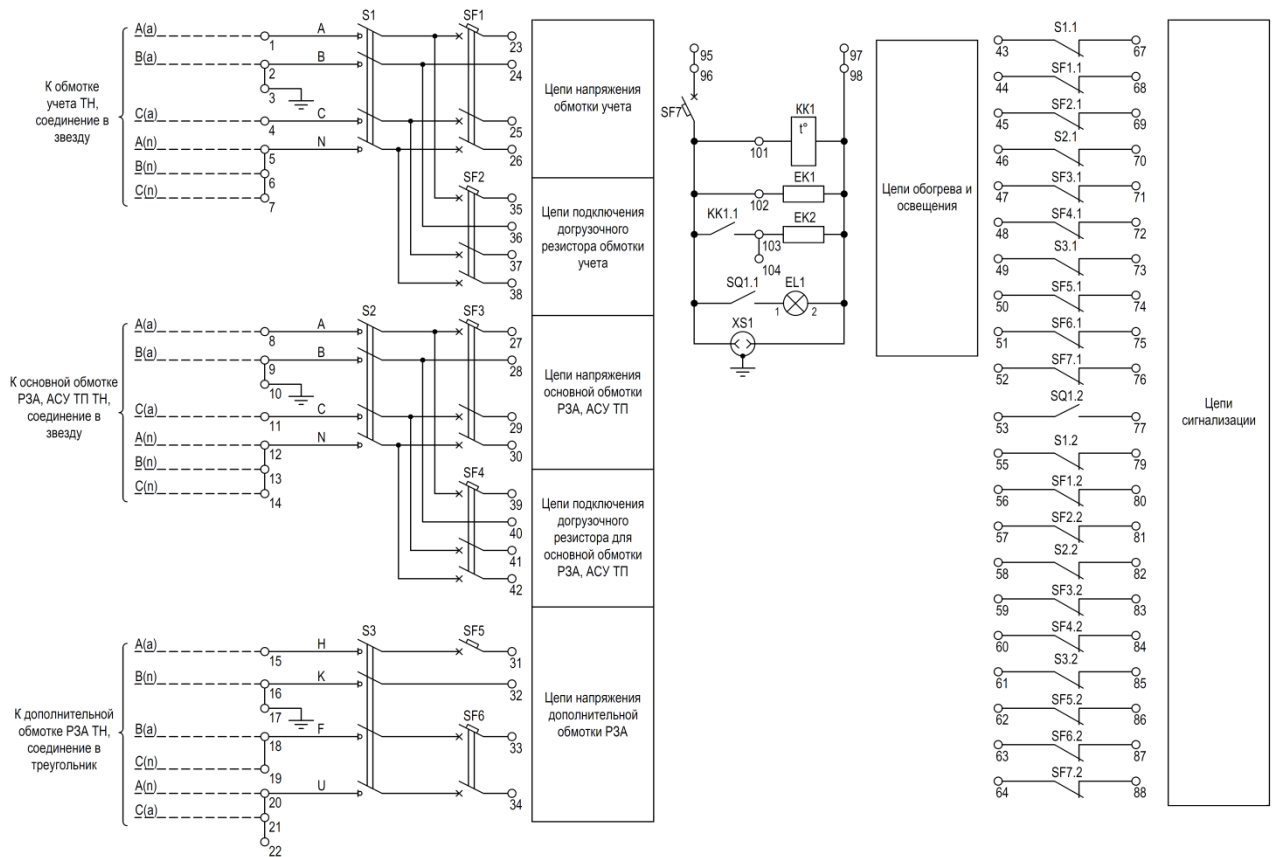 A(a)
1
A
S1
SF1
23
B(a)
2
B
24
3
C(a)
4
C
25
A(n)
5
N
26
B(n)
6
C(n)
7
К обмотке
учета ТН,
соединение в
звезду
SF2
35
36
37
38
Цепи напряжения
обмотки учета
Цепи подключения
догрузочного
резистора обмотки
учета
A(a)
8
A
S2
SF3
27
B(a)
9
B
28
10
C(a)
11
C
29
A(n)
12
N
30
B(n)
13
C(n)
14
К основной обмотке
РЗА, АСУ ТП ТН,
соединение в
звезду
SF4
39
40
41
42
Цепи напряжения
основной обмотки
РЗА, АСУ ТП
Цепи подключения
догрузочного
резистора для
основной обмотки
РЗА, АСУ ТП
A(a)
15
H
S3
SF5
31
B(n)
16
K
32
17
B(a)
18
F
SF6
33
C(n)
19
A(n)
20
U
34
C(a)
21
22
К дополнительной
обмотке РЗА ТН,
соединение в
треугольник
Цепи напряжения
дополнительной
обмотки РЗА
95
96
97
98
SF7
KK1
t°
101
EK1
102
KK1.1
EK2
103
104
SQ1.1
EL1
1
2
XS1
Цепи обогрева и
освещения
S1.1
43
67
SF1.1
44
68
SF2.1
45
69
S2.1
46
70
SF3.1
47
71
SF4.1
48
72
S3.1
49
73
SF5.1
50
74
SF6.1
51
75
SF7.1
52
76
SQ1.2
53
77
S1.2
55
79
SF1.2
56
80
SF2.2
57
81
S2.2
58
82
SF3.2
59
83
SF4.2
60
84
S3.2
61
85
SF5.2
62
86
SF6.2
63
87
SF7.2
64
88
Цепи
сигнализации